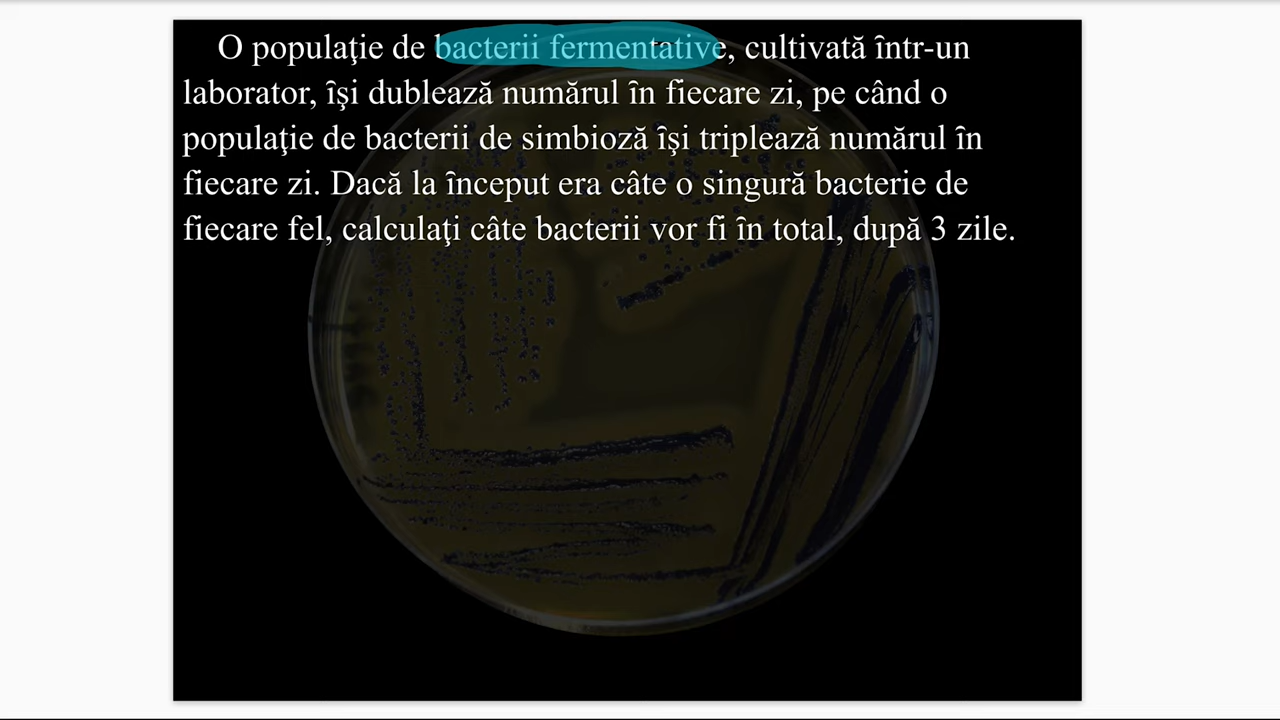 O populaţie de bacterii fermentative, cultivată într-un
laborator, îşi dublează numărul în fiecare zi, pe când o
populaţie de bacterii de simbioză îşi triplează numărul în
fiecare zi. Dacă la început era câte o singură bacterie de
fiecare fel, calculaţi câte bacterii vor fi în total, după 3 zile.